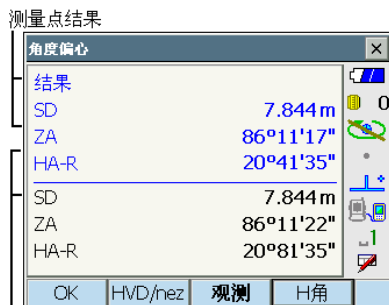 测量点结果
角度偏心
结果
SD 7.844m
ZA 86°11'17"
HA-R 20°41'35"
SD 7.844m
ZA 86°11'22"
HA-R 20°81'35"
0
1
OK HVD/nez 观测 H角